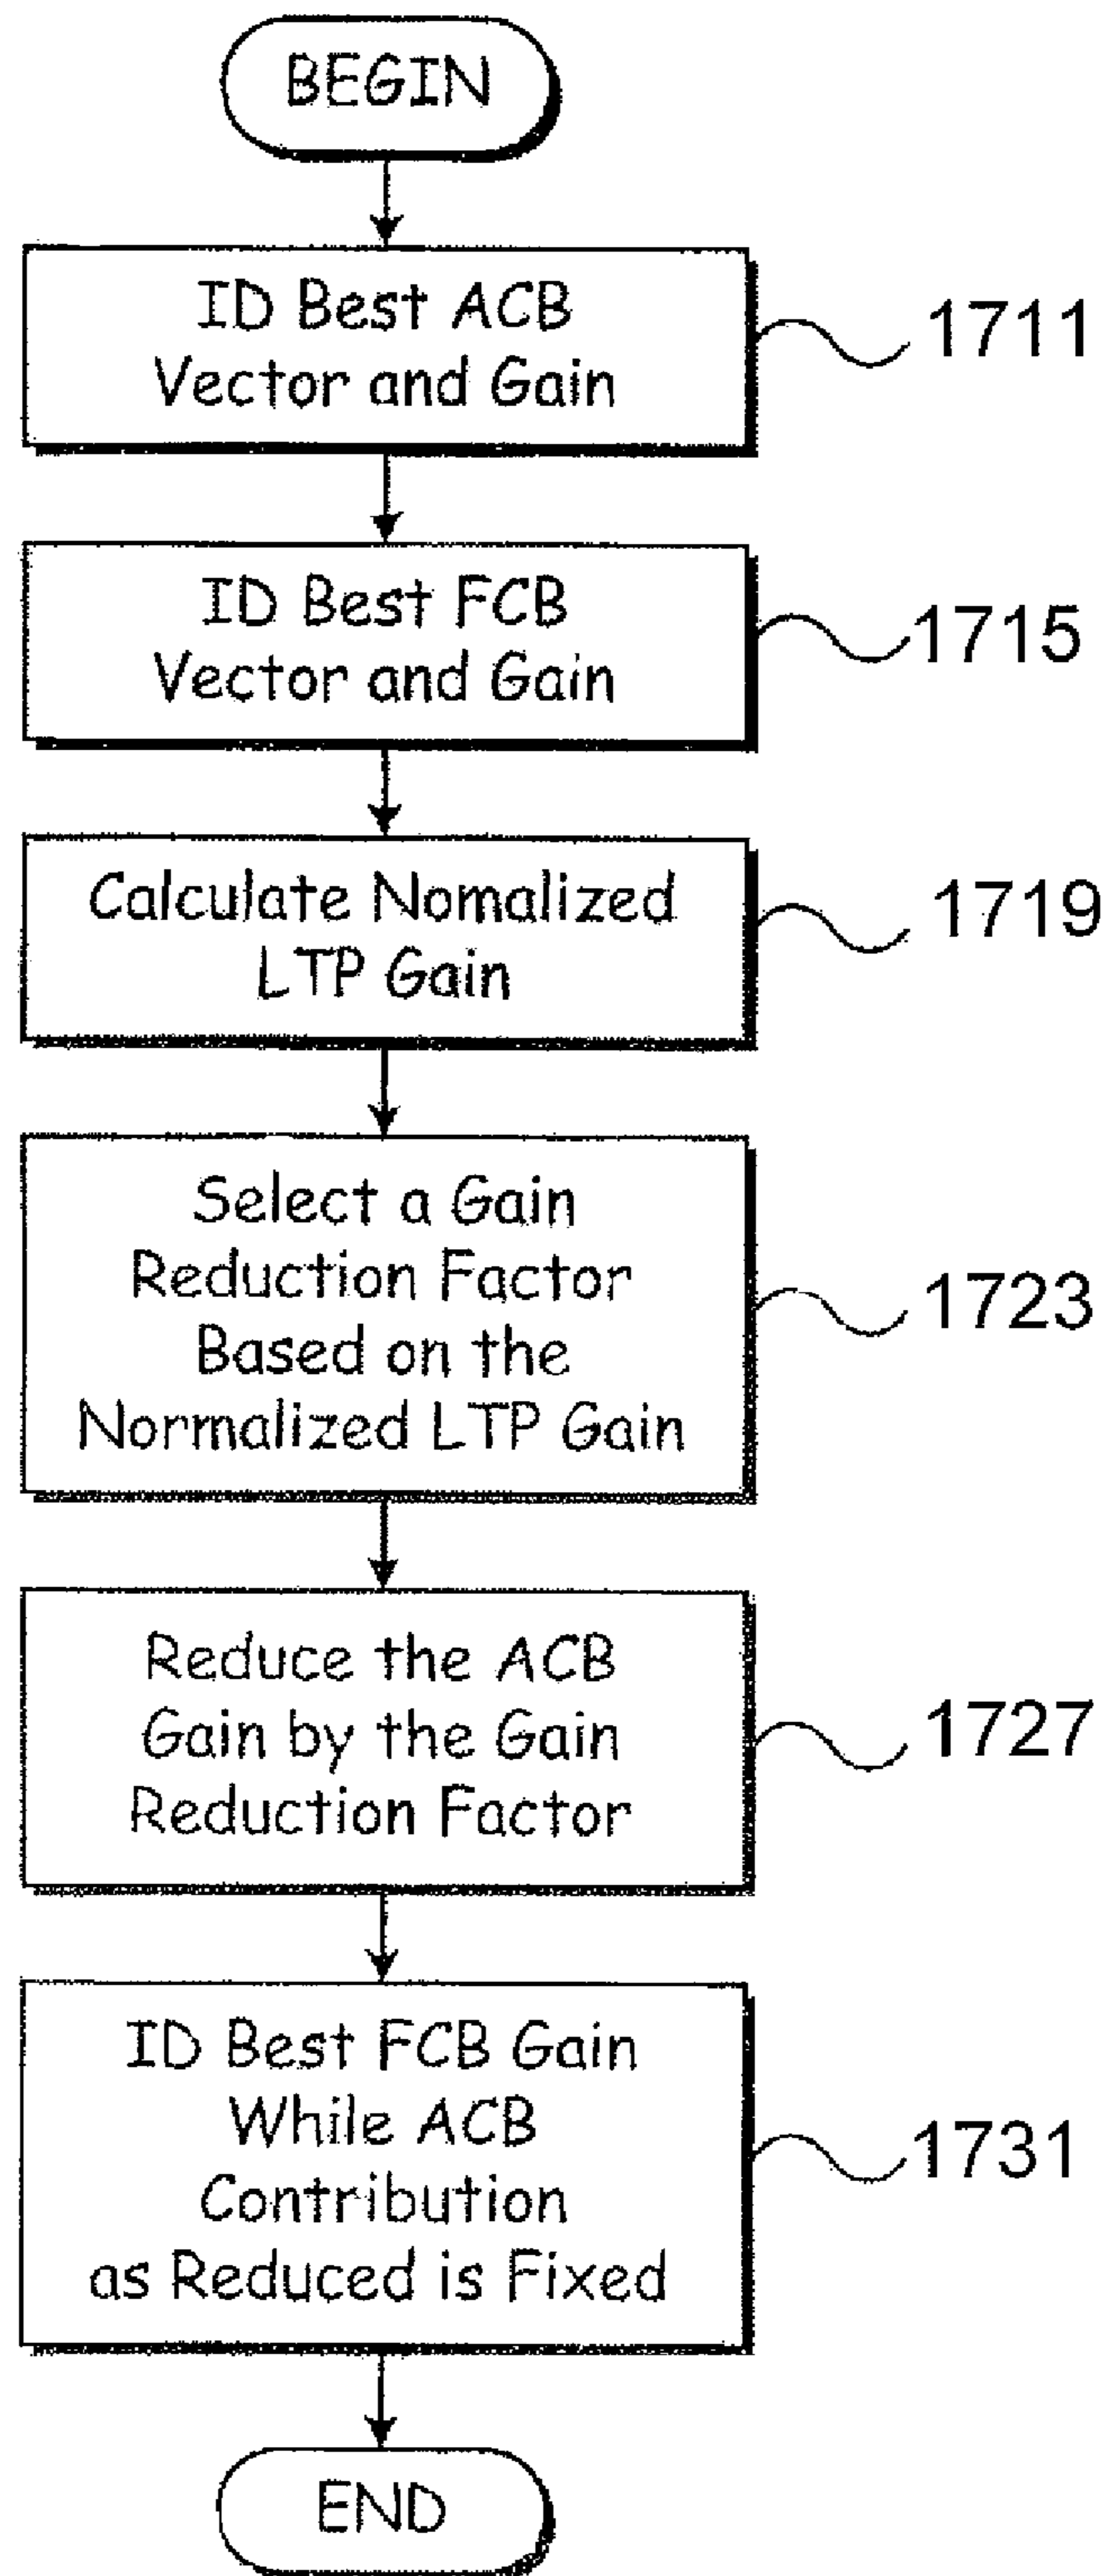 BEGIN
ID Best ACB
Vector and Gain
1711
ID Best FCB
Vector and Gain
1715
Calculate Nomalized
LTP Gain
1719
Select a Gain
Reduction Factor
Based on the
Normalized LTP Gain
1723
Reduce the ACB
Gain by the Gain
Reduction Factor
1727
ID Best FCB Gain
While ACB
Contribution
as Reduced is Fixed
1731
END